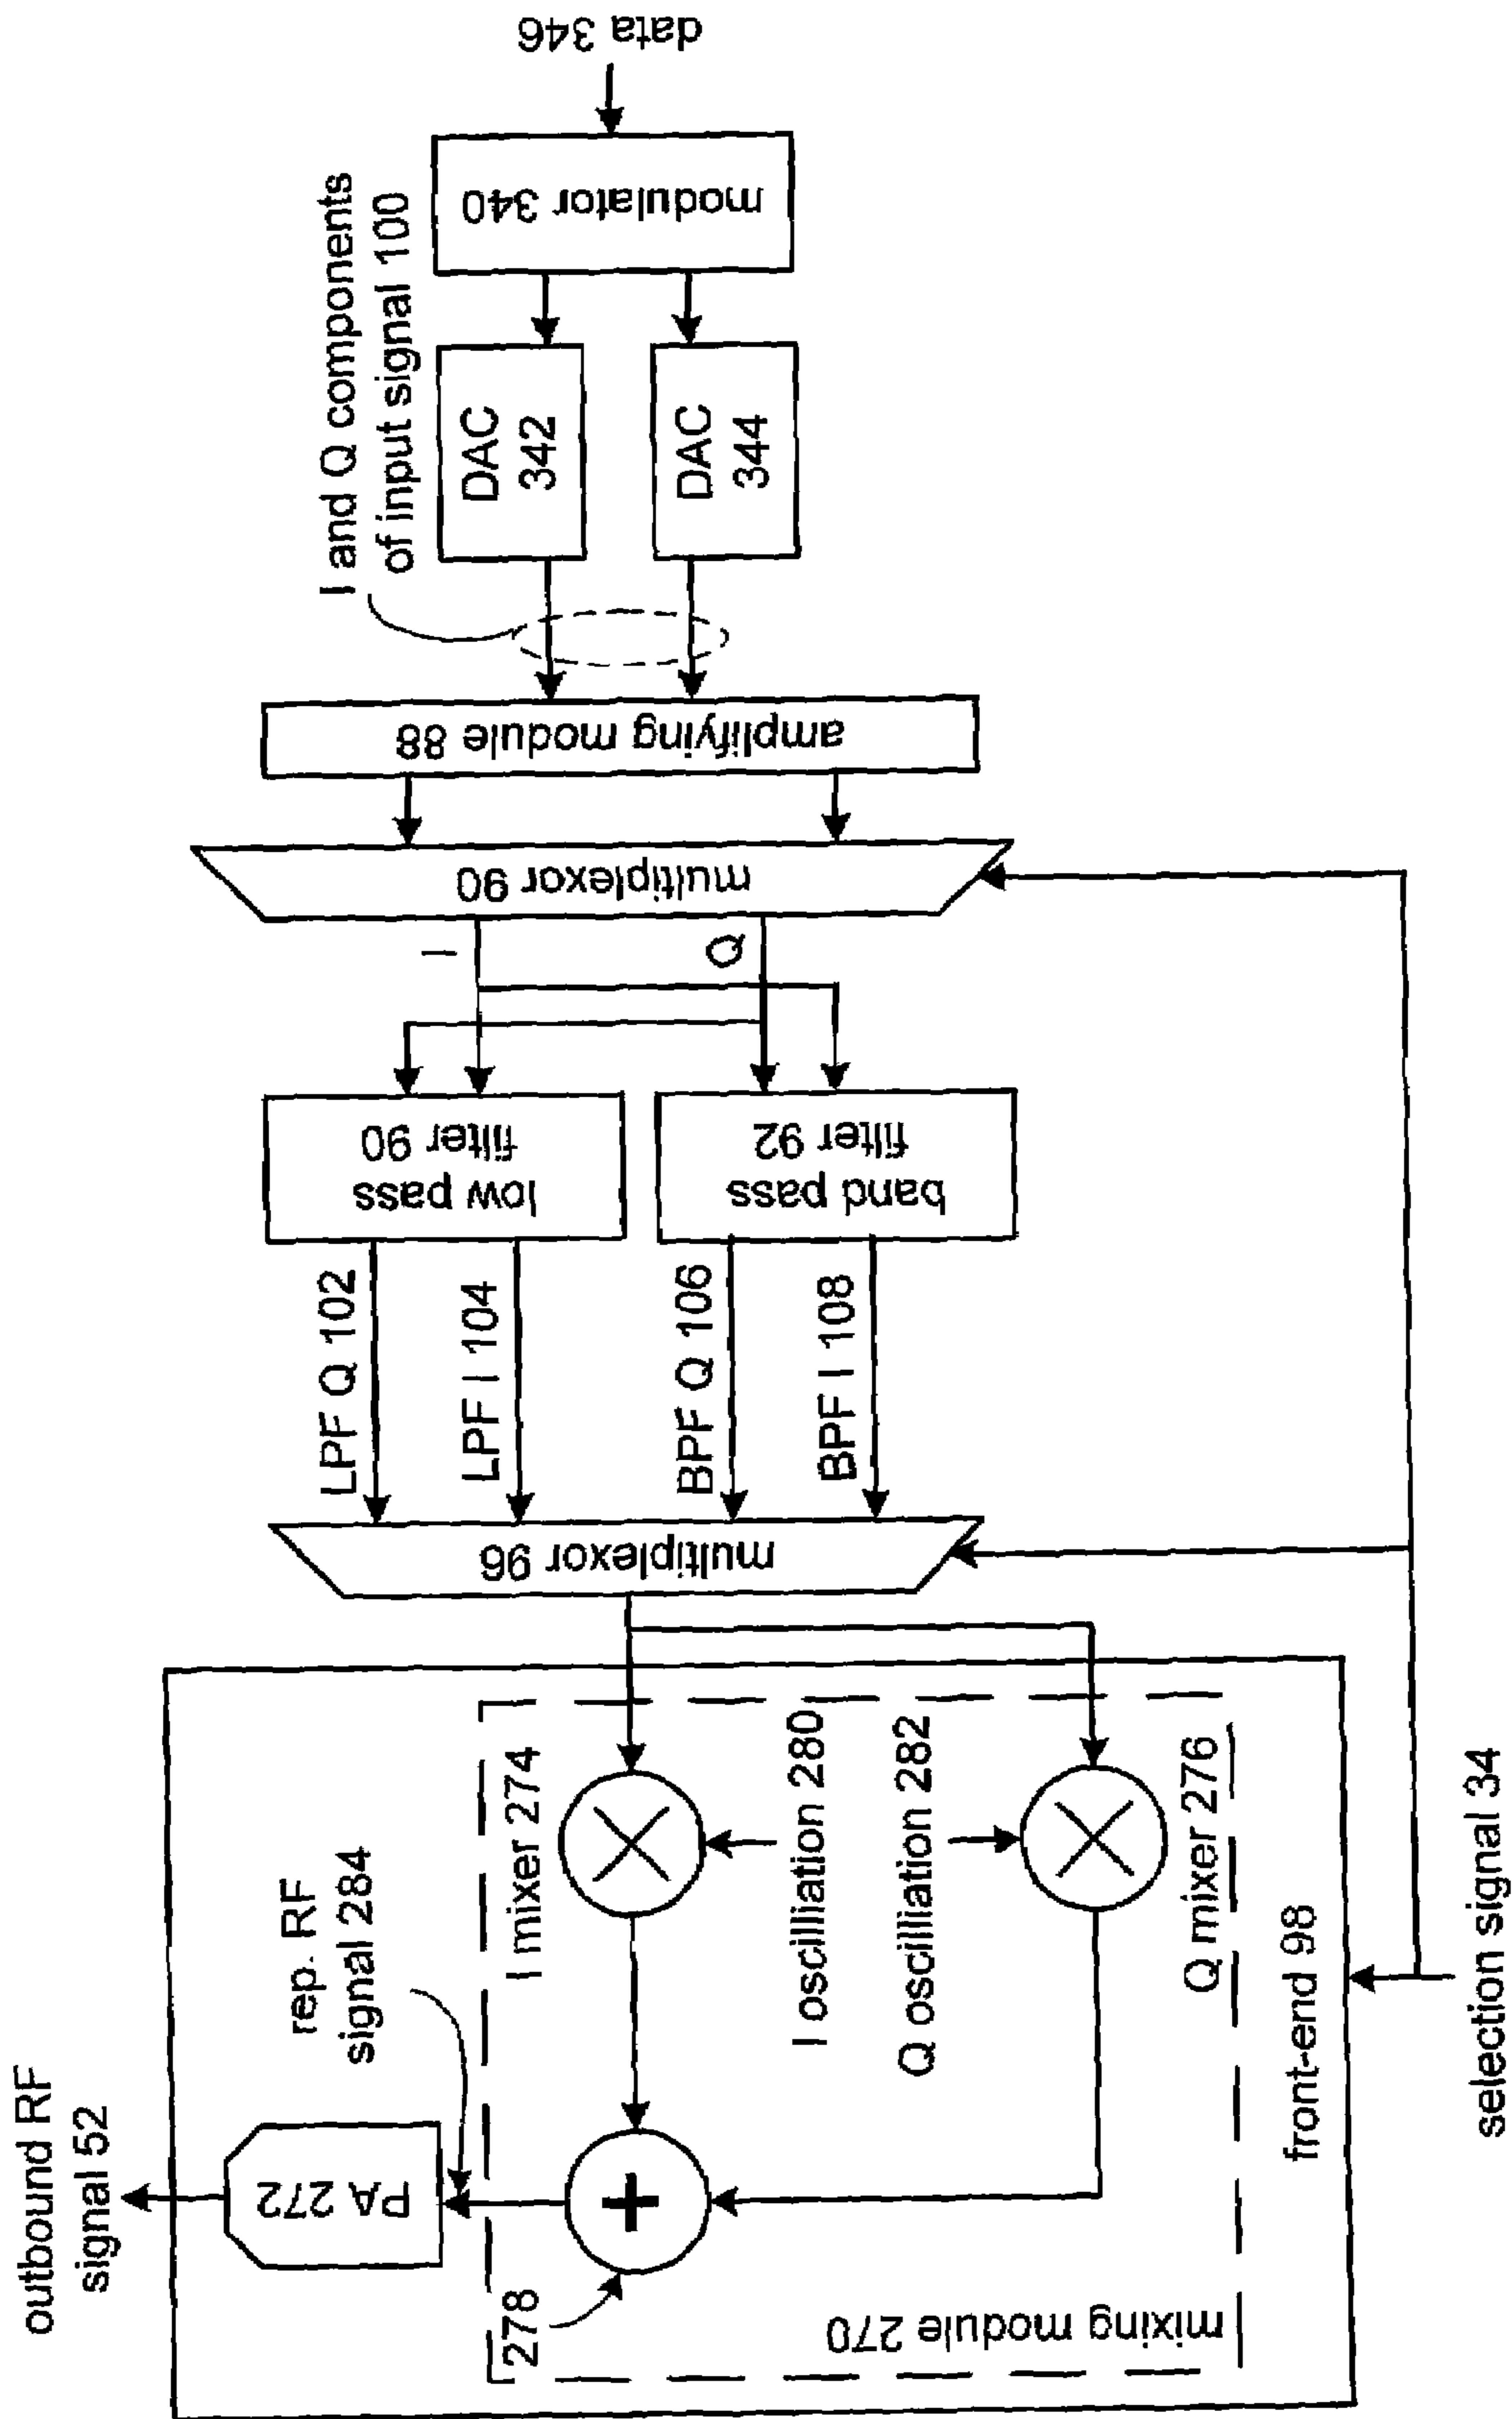 outbound RF
signal 52
PA 272
rep. RF
signal 284
278
mixing module 270
I mixer 274
I oscilliation 280
Q oscilliation 282
Q mixer 276
front-end 98
selection signal 34
multiplexor 96
LPF Q 102
LPF I 104
BPF Q 106
BPF I 108
low pass
filter 90
band pass
filter 92
I
Q
multiplexor 90
amplifying module 88
I and Q components
of input signal 100
DAC
342
DAC
344
modulator 340
data 346